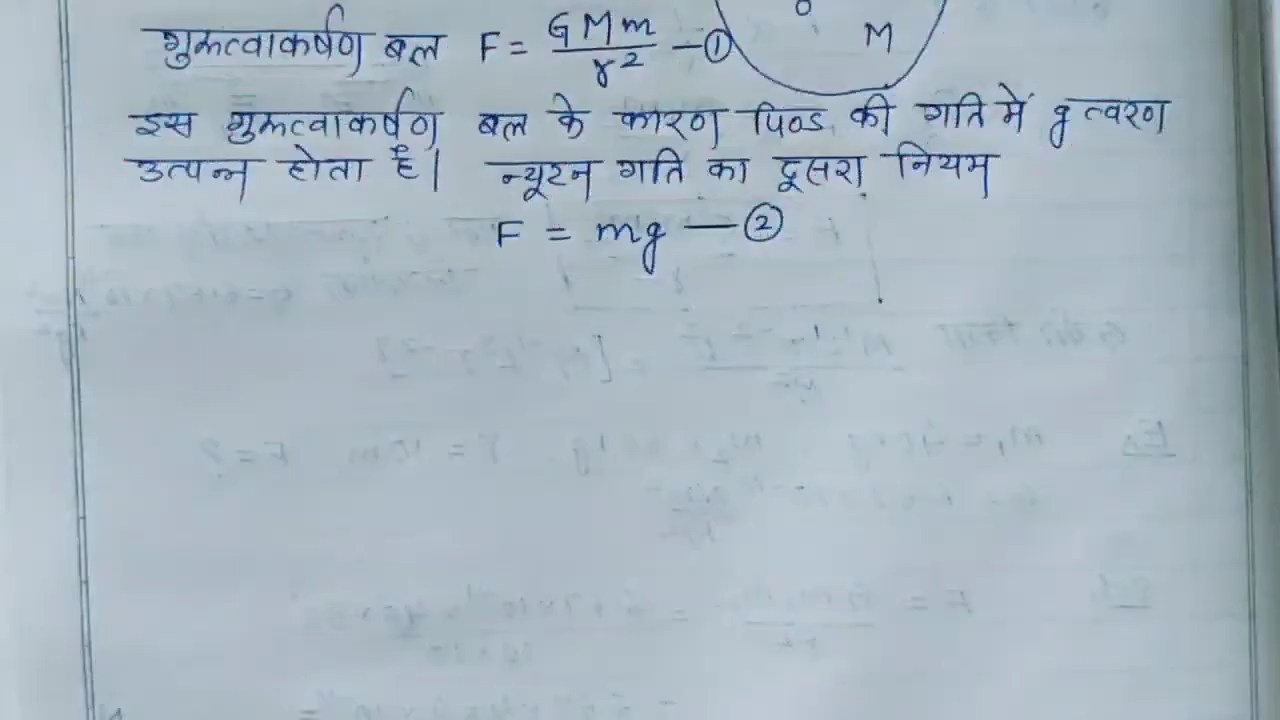 O
M
गुरुत्वाकर्षण बल F = GMm/r² —①
इस गुरुत्वाकर्षण बल के कारण पिण्ड की गति में g त्वरण
उत्पन्न होता है। न्यूटन गति का दूसरा नियम
F = mg —②